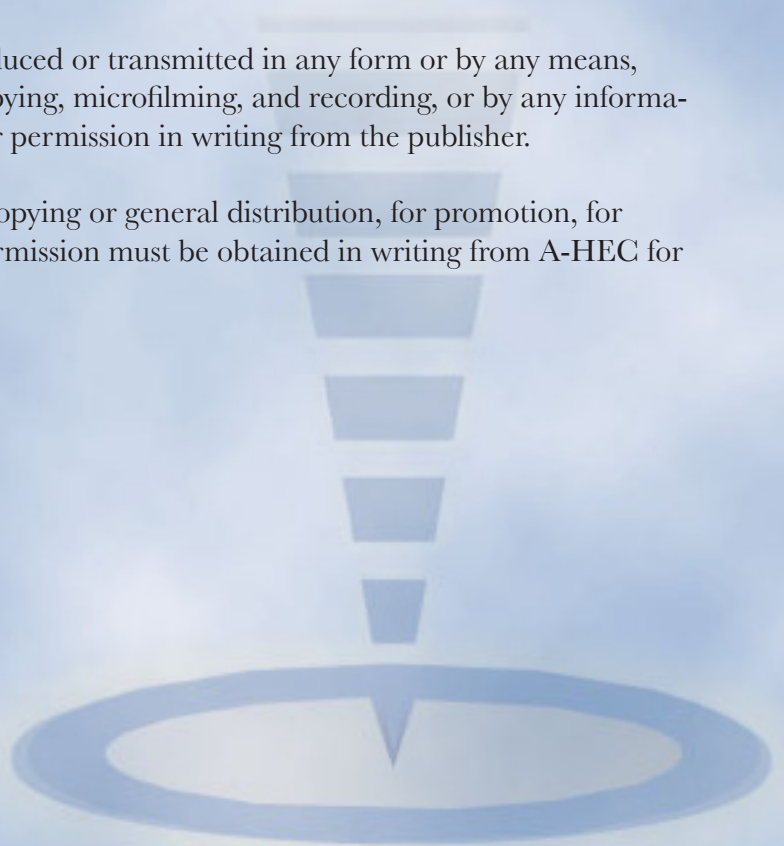 luced or transmitted in any form or by any means,
pying, microfilming, and recording, or by any informa-
r permission in writing from the publisher.
opying or general distribution, for promotion, for
rmission must be obtained in writing from A-HEC for